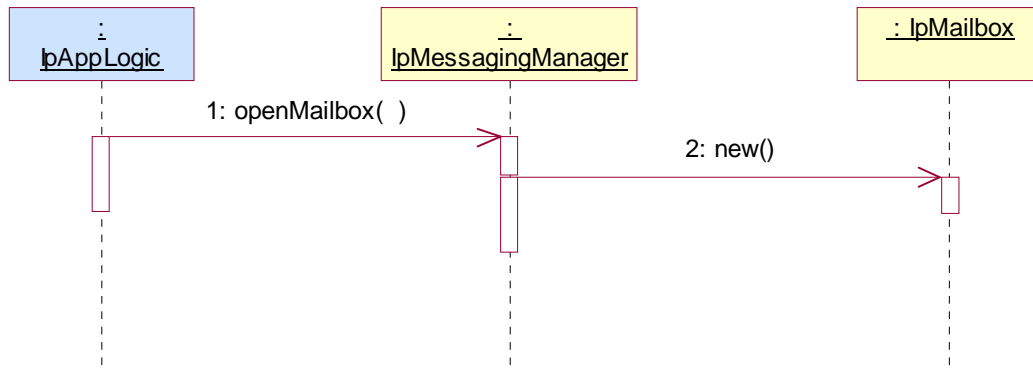 :
IpAppLogic
:
IpMessagingManager
: IpMailbox
1: openMailbox(  )
2: new()